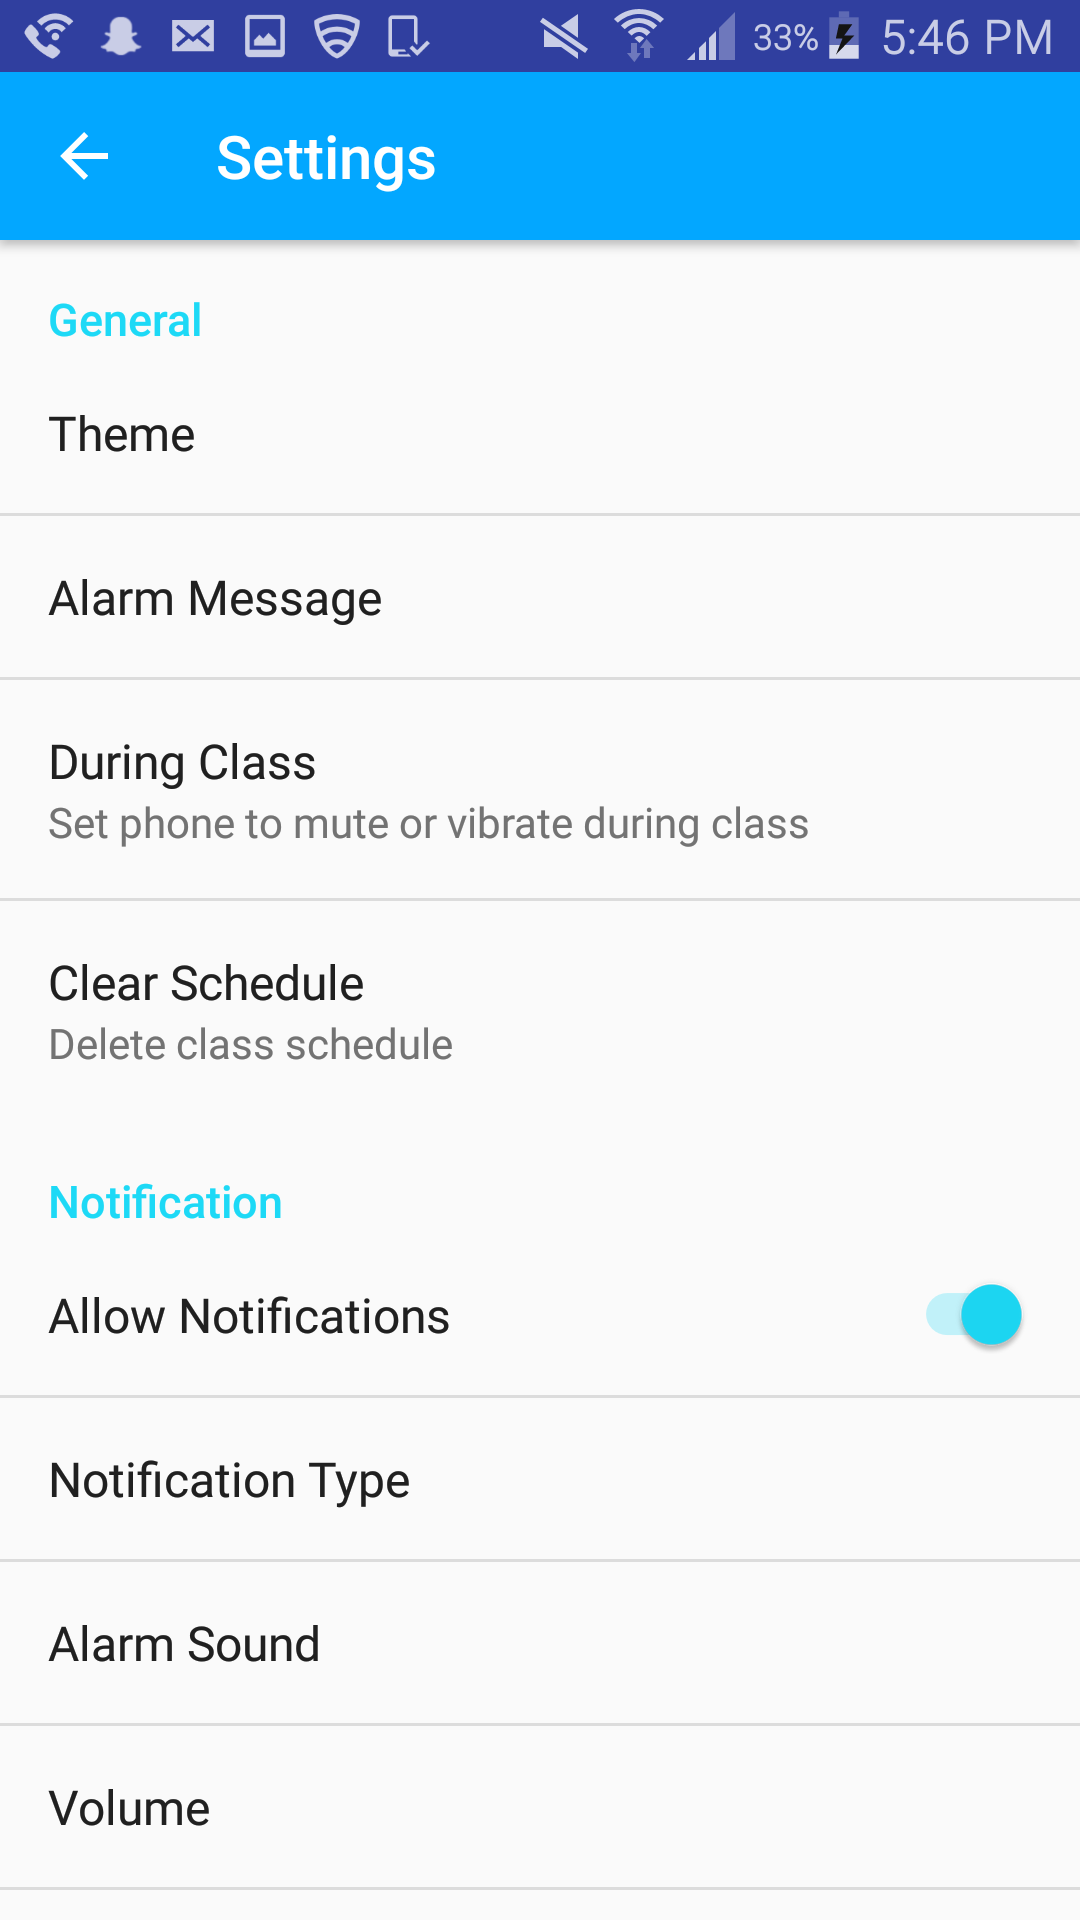 33% 5:46 PM
Settings
General
Theme
Alarm Message
During Class
Set phone to mute or vibrate during class
Clear Schedule
Delete class schedule
Notification
Allow Notifications
Notification Type
Alarm Sound
Volume